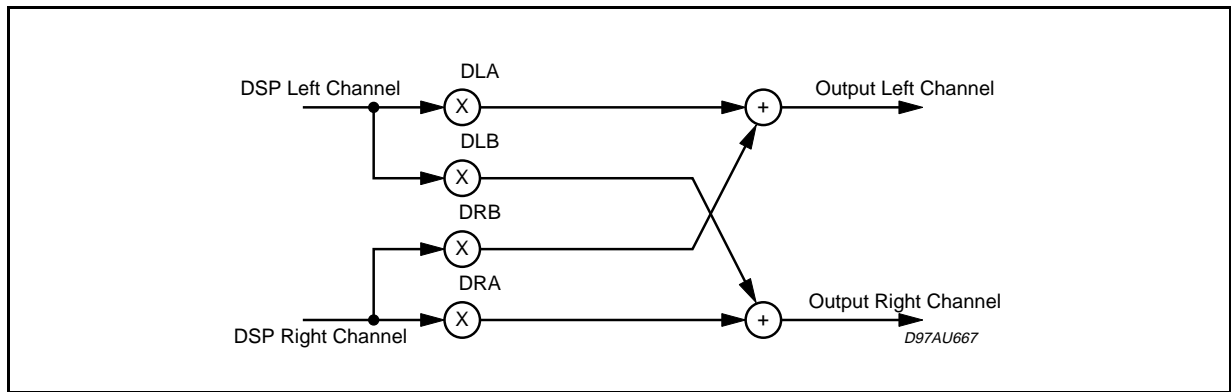 DLA
DSP Left Channel
X
+
Output Left Channel
DLB
X
DRB
X
DRA
Output Right Channel
X
+
DSP Right Channel
D97AU667